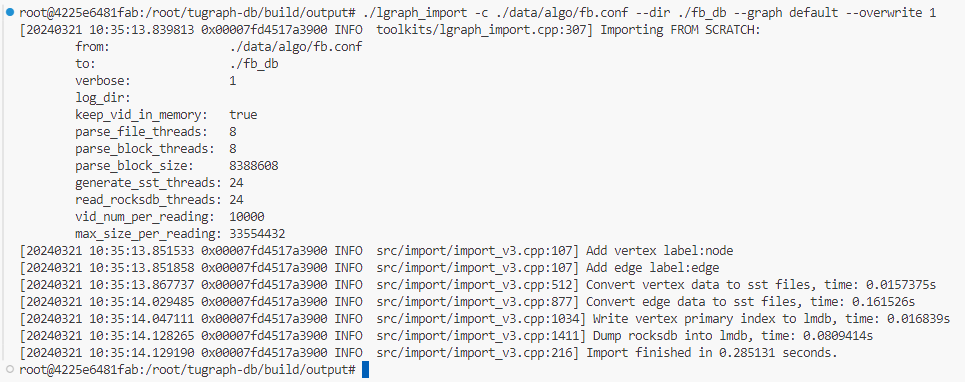 root@4225e6481fab:/root/tugraph-db/build/output# ./lgraph_import -c ./data/algo/fb.conf --dir ./fb_db --graph default --overwrite 1
[20240321 10:35:13.839813 0x00007fd4517a3900 INFO  toolkits/lgraph_import.cpp:307] Importing FROM SCRATCH:
        from:                 ./data/algo/fb.conf
        to:                   ./fb_db
        verbose:              1
        log_dir:
        keep_vid_in_memory:   true
        parse_file_threads:   8
        parse_block_threads:  8
        parse_block_size:     8388608
        generate_sst_threads: 24
        read_rocksdb_threads: 24
        vid_num_per_reading:  10000
        max_size_per_reading: 33554432
[20240321 10:35:13.851533 0x00007fd4517a3900 INFO  src/import/import_v3.cpp:107] Add vertex label:node
[20240321 10:35:13.851858 0x00007fd4517a3900 INFO  src/import/import_v3.cpp:107] Add edge label:edge
[20240321 10:35:13.867737 0x00007fd4517a3900 INFO  src/import/import_v3.cpp:512] Convert vertex data to sst files, time: 0.0157375s
[20240321 10:35:14.029485 0x00007fd4517a3900 INFO  src/import/import_v3.cpp:877] Convert edge data to sst files, time: 0.161526s
[20240321 10:35:14.047111 0x00007fd4517a3900 INFO  src/import/import_v3.cpp:1034] Write vertex primary index to lmdb, time: 0.016839s
[20240321 10:35:14.128265 0x00007fd4517a3900 INFO  src/import/import_v3.cpp:1411] Dump rocksdb into lmdb, time: 0.0809414s
[20240321 10:35:14.129190 0x00007fd4517a3900 INFO  src/import/import_v3.cpp:216] Import finished in 0.285131 seconds.
root@4225e6481fab:/root/tugraph-db/build/output#